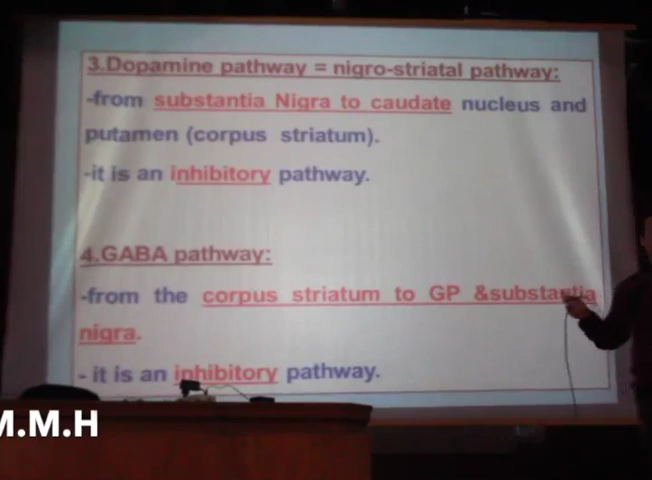 3.Dopamine pathway = nigro-striatal pathway:
-from substantia Nigra to caudate nucleus and
putamen (corpus striatum).
-it is an inhibitory pathway.
4.GABA pathway:
-from the corpus striatum to GP &substantia
nigra.
- it is an inhibitory pathway.
M.M.H